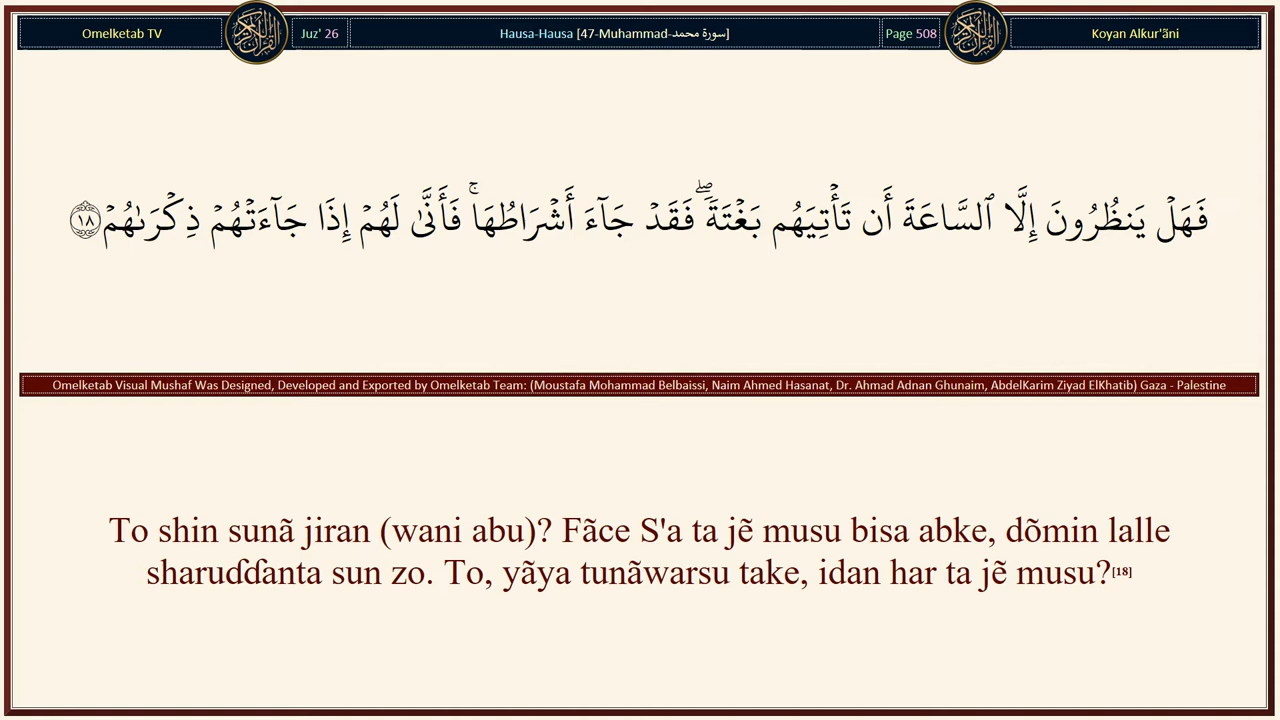 Omelketab TV
Juz' 26
Hausa-Hausa [47-Muhammad-سورة محمد]
Page 508
Koyan Alƙur'ãni
فَهَلۡ يَنظُرُونَ إِلَّا ٱلسَّاعَةَ أَن تَأۡتِيَهُم بَغۡتَةٗۖ فَقَدۡ جَآءَ أَشۡرَاطُهَاۚ فَأَنَّىٰ لَهُمۡ إِذَا جَآءَتۡهُمۡ ذِكۡرَىٰهُمۡ ١٨
Omelketab Visual Mushaf Was Designed, Developed and Exported by Omelketab Team: (Moustafa Mohammad Belbaissi, Naim Ahmed Hasanat, Dr. Ahmad Adnan Ghunaim, AbdelKarim Ziyad ElKhatib) Gaza - Palestine
To shin sunã jiran (wani abu)? Fãce S'a ta jẽ musu bisa abke, dõmin lalle
sharuɗɗanta sun zo. To, yãya tunãwarsu take, idan har ta jẽ musu?[18]